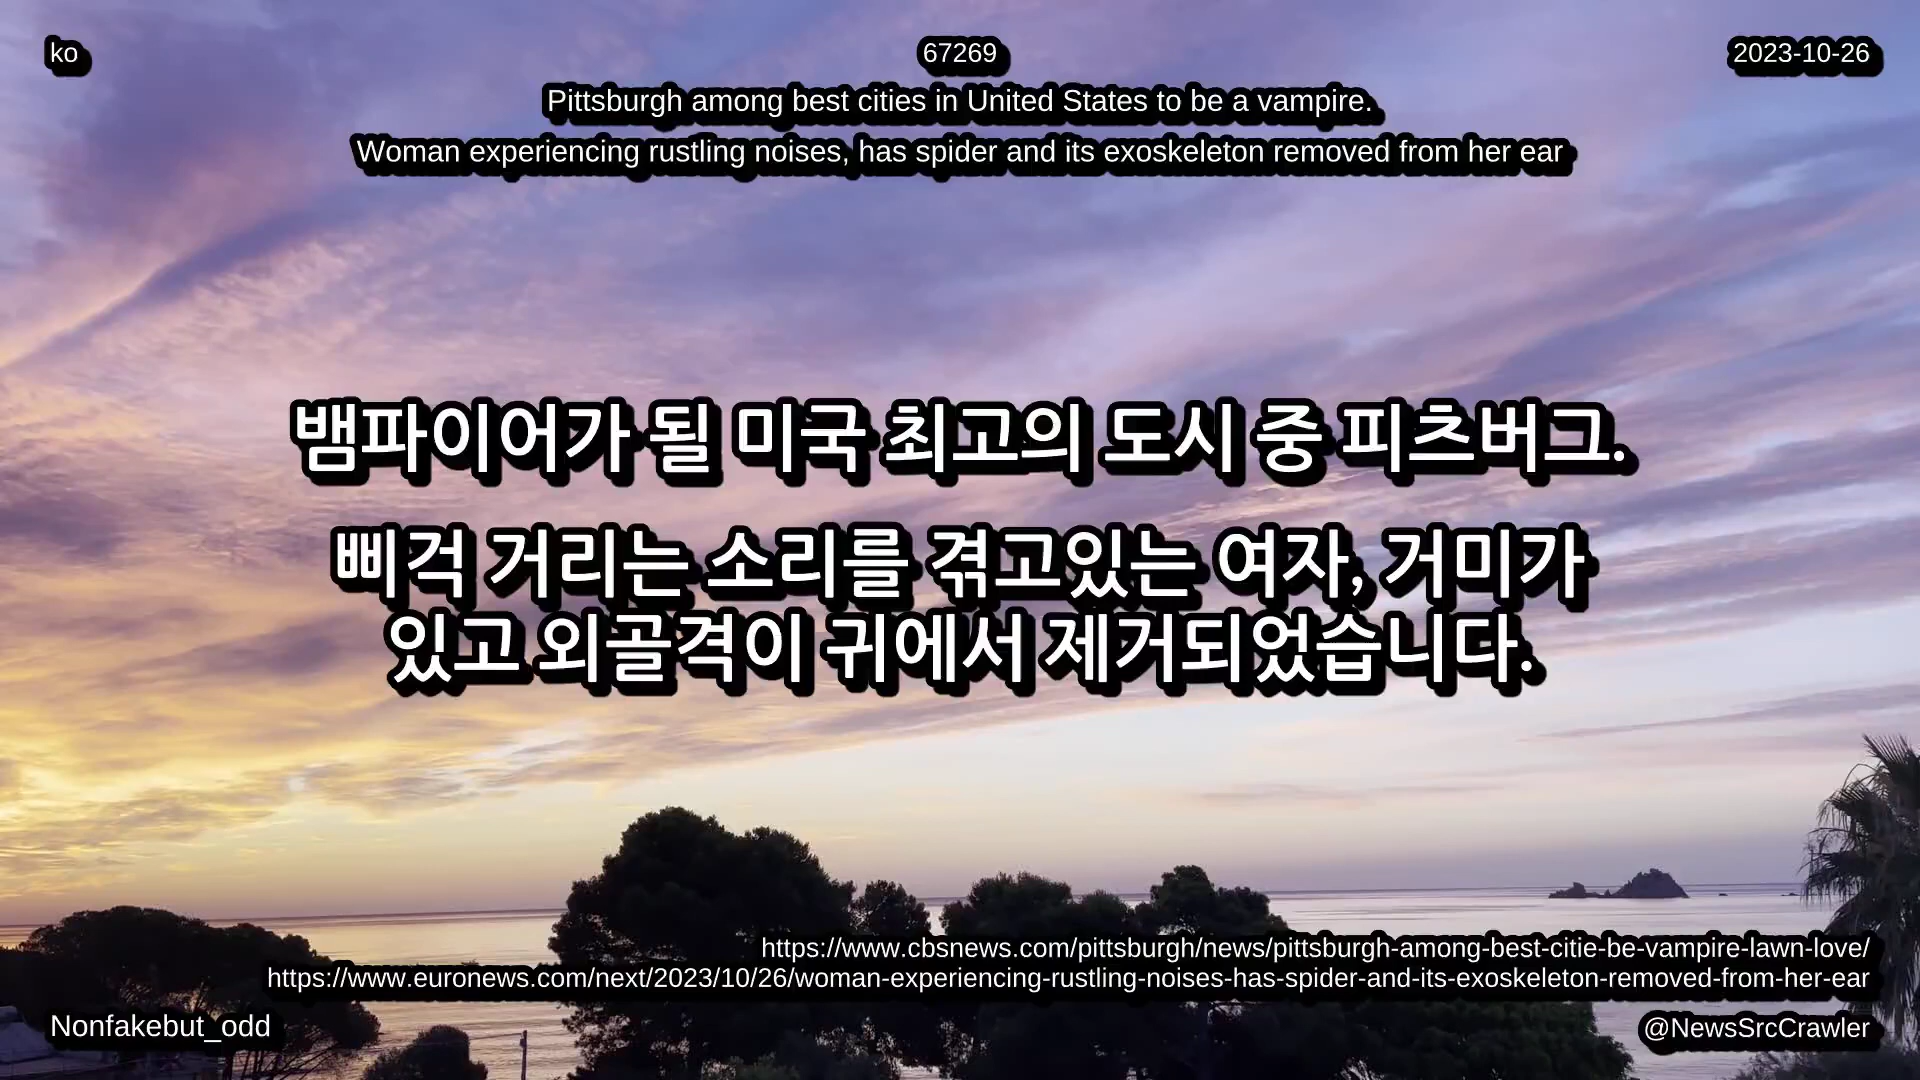 ko
67269
2023-10-26
Pittsburgh among best cities in United States to be a vampire.
Woman experiencing rustling noises, has spider and its exoskeleton removed from her ear
뱀파이어가 될 미국 최고의 도시 중 피츠버그.
삐걱 거리는 소리를 겪고있는 여자, 거미가
있고 외골격이 귀에서 제거되었습니다.
https://www.cbsnews.com/pittsburgh/news/pittsburgh-among-best-citie-be-vampire-lawn-love/
https://www.euronews.com/next/2023/10/26/woman-experiencing-rustling-noises-has-spider-and-its-exoskeleton-removed-from-her-ear
Nonfakebut_odd
@NewsSrcCrawler